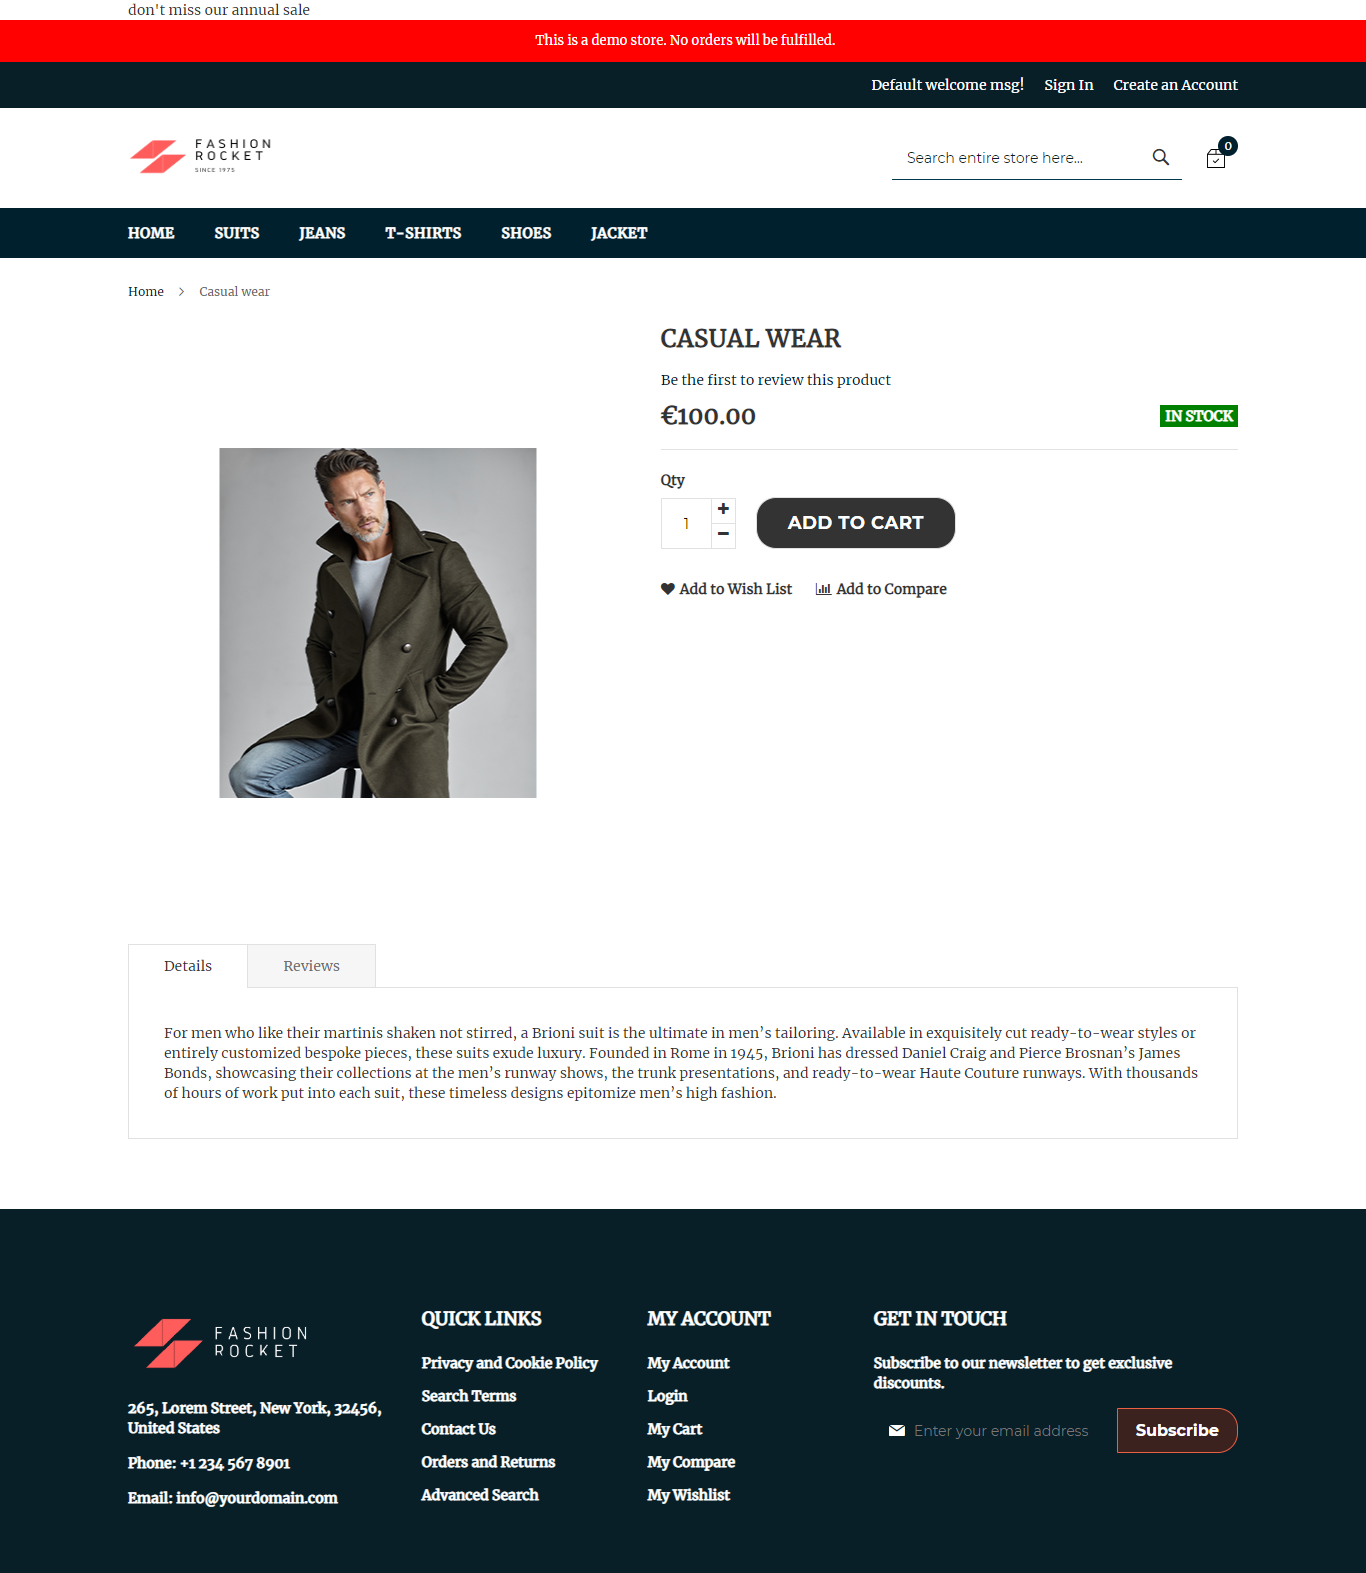 don't miss our annual sale
This is a demo store. No orders will be fulfilled.
Default welcome msg! Sign In Create an Account
FASHION
ROCKET
SINCE 1975
Search entire store here...
0
HOME SUITS JEANS T-SHIRTS SHOES JACKET
Home > Casual wear
CASUAL WEAR
Be the first to review this product
€100.00
IN STOCK
Qty
1
+
−
ADD TO CART
Add to Wish List
Add to Compare
Details
Reviews
For men who like their martinis shaken not stirred, a Brioni suit is the ultimate in men’s tailoring. Available in exquisitely cut ready-to-wear styles or
entirely customized bespoke pieces, these suits exude luxury. Founded in Rome in 1945, Brioni has dressed Daniel Craig and Pierce Brosnan’s James
Bonds, showcasing their collections at the men’s runway shows, the trunk presentations, and ready-to-wear Haute Couture runways. With thousands
of hours of work put into each suit, these timeless designs epitomize men’s high fashion.
FASHION
ROCKET
265, Lorem Street, New York, 32456,
United States
Phone: +1 234 567 8901
Email: info@yourdomain.com
QUICK LINKS
Privacy and Cookie Policy
Search Terms
Contact Us
Orders and Returns
Advanced Search
MY ACCOUNT
My Account
Login
My Cart
My Compare
My Wishlist
GET IN TOUCH
Subscribe to our newsletter to get exclusive
discounts.
Enter your email address
Subscribe